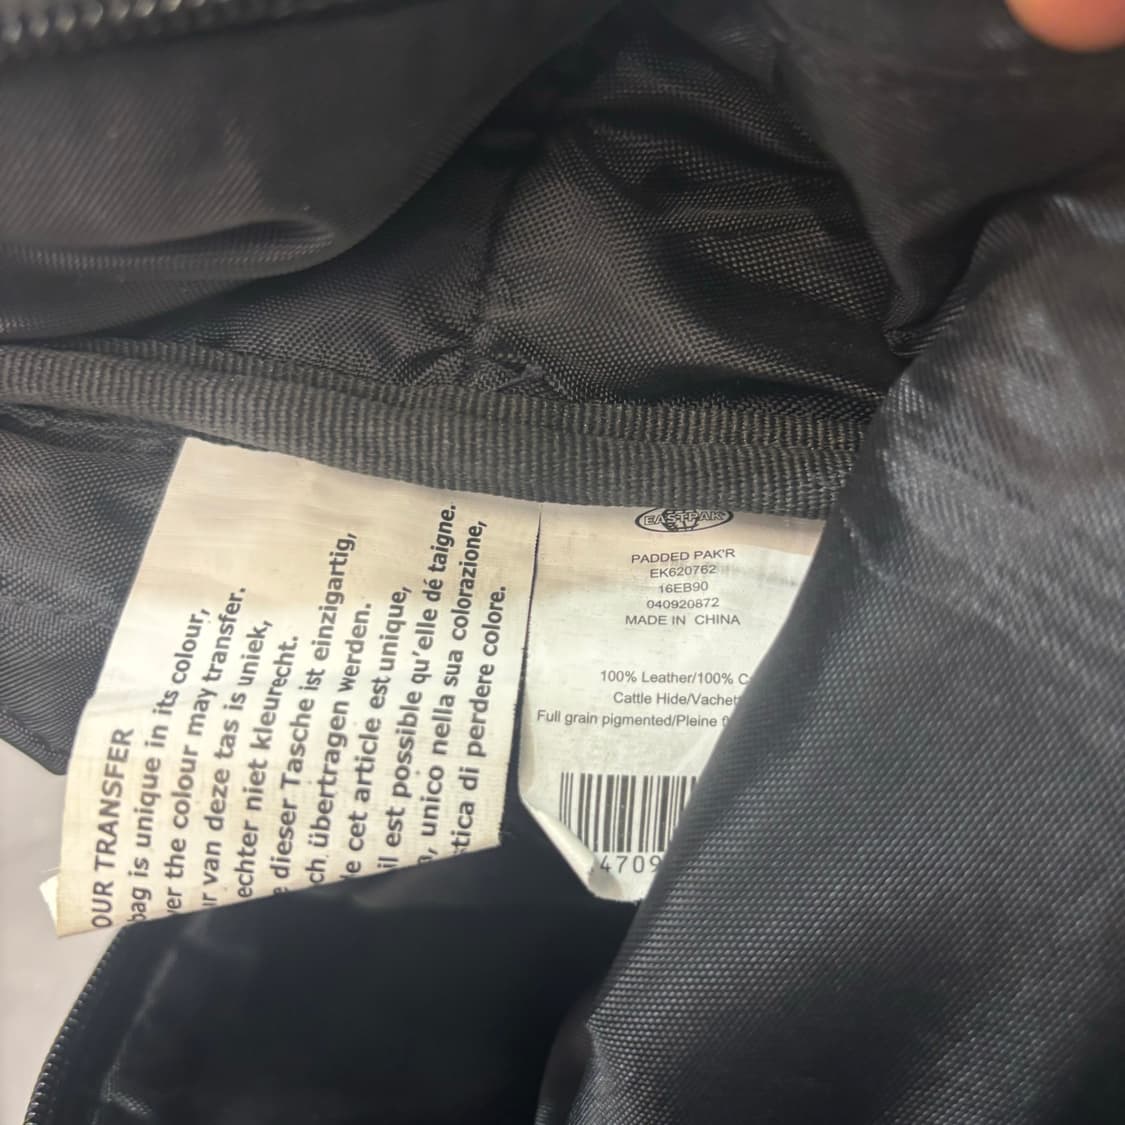 OUR TRANSFER
bag is unique in its colour,
er the colour may transfer.
r van deze tas is uniek,
echter niet kleurecht.
dieser Tasche ist einzigartig,
ch übertragen werden.
e cet article est unique,
il est possible qu'elle dé taigne.
, unico nella sua colorazione,
stica di perdere colore.
EASTPAK
PADDED PAK'R
EK620762
16EB90
040920872
MADE IN CHINA
100% Leather/100% C
Cattle Hide/Vachet
Full grain pigmented/Pleine f
4709